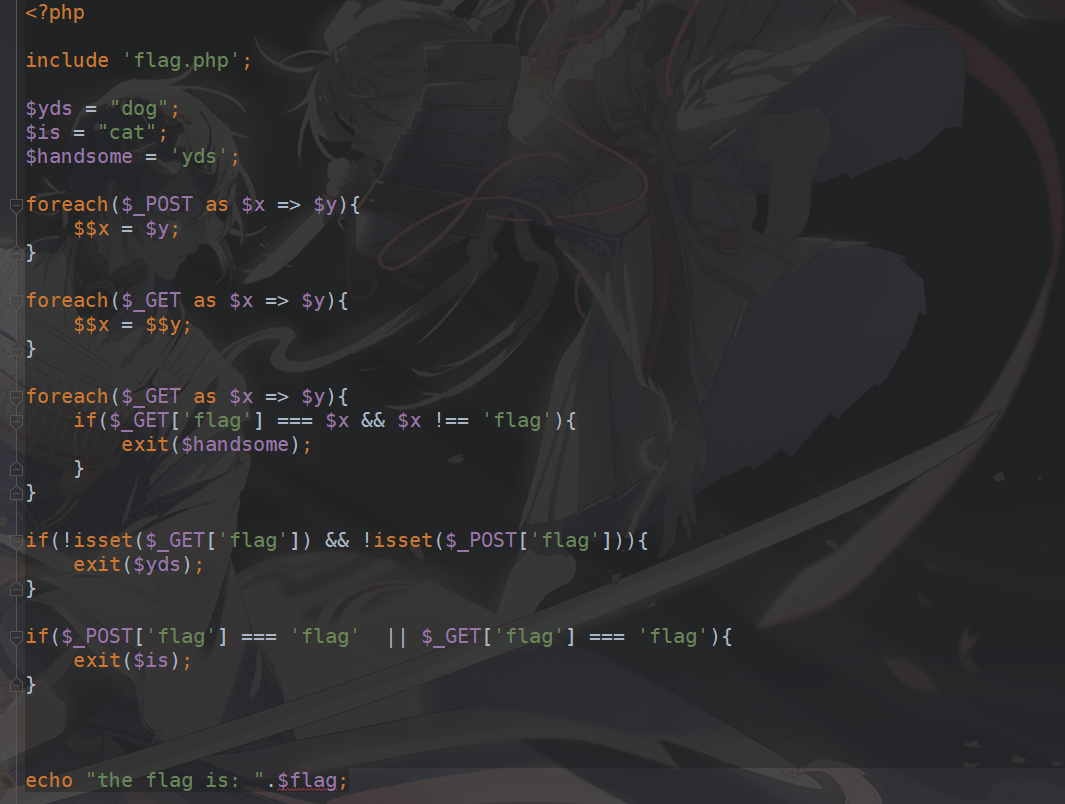 <?php
include 'flag.php';
$yds = "dog";
$is = "cat";
$handsome = 'yds';
foreach($_POST as $x => $y){
    $$x = $y;
}
foreach($_GET as $x => $y){
    $$x = $$y;
}
foreach($_GET as $x => $y){
    if($_GET['flag'] === $x && $x !== 'flag'){
        exit($handsome);
    }
}
if(!isset($_GET['flag']) && !isset($_POST['flag'])){
    exit($yds);
}
if($_POST['flag'] === 'flag'  || $_GET['flag'] === 'flag'){
    exit($is);
}
echo "the flag is: ".$flag;